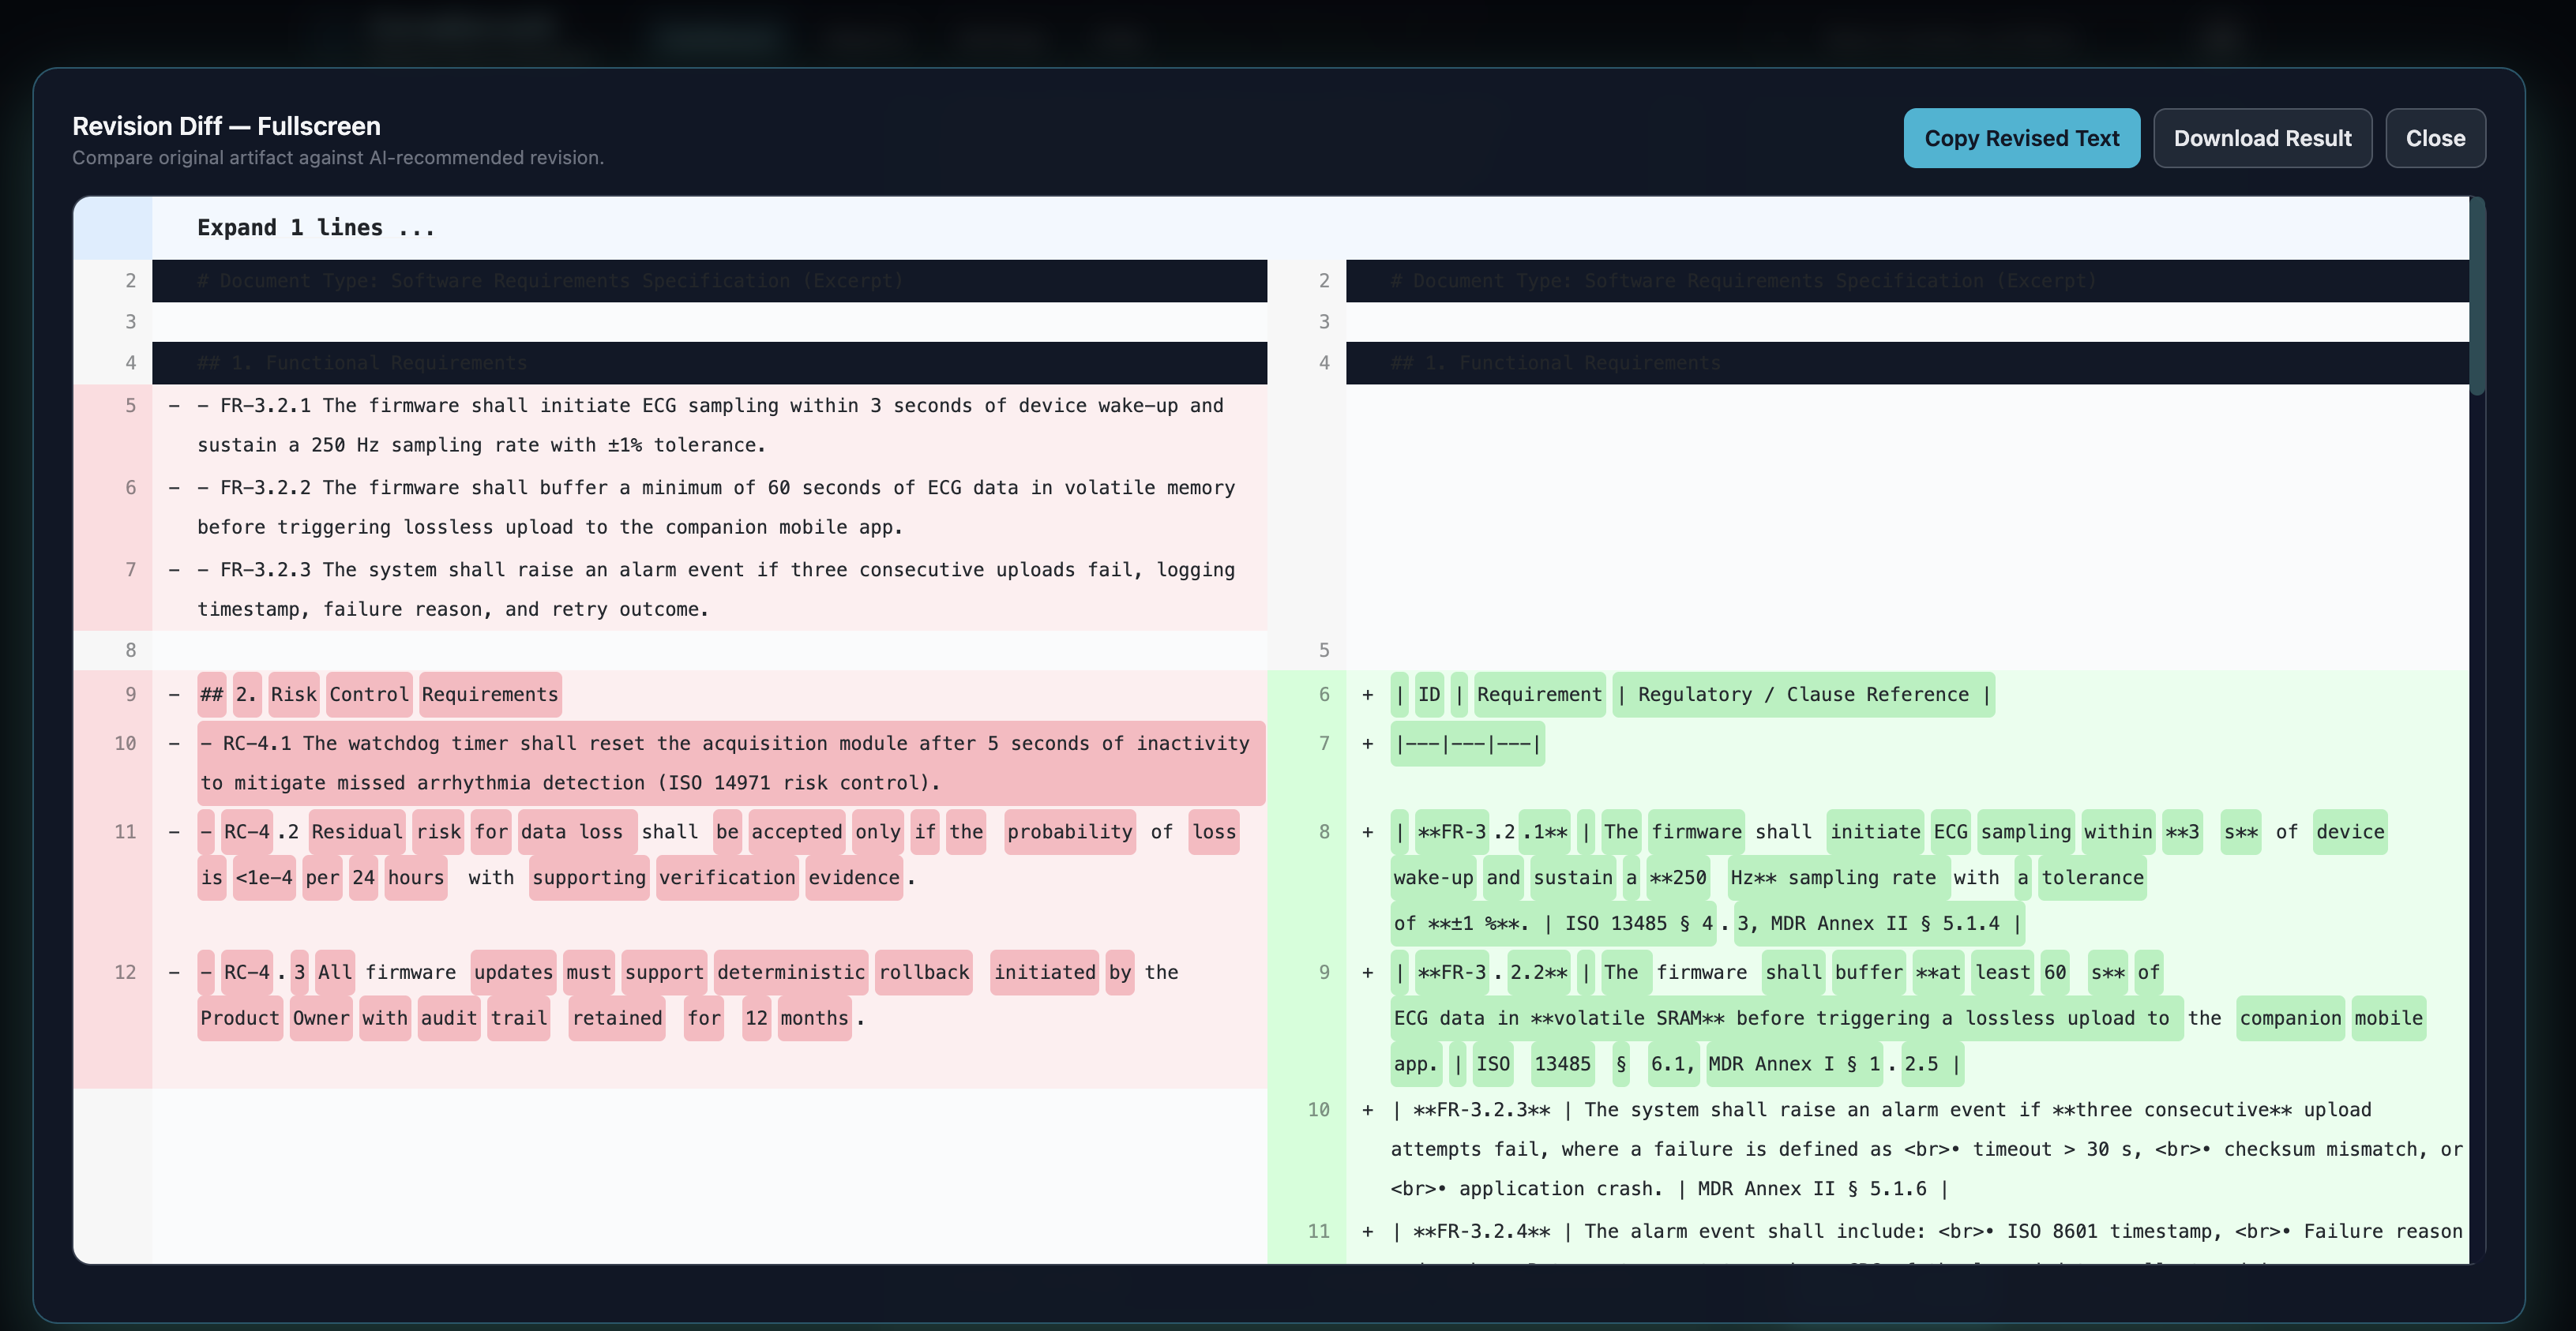 Revision Diff — Fullscreen
Compare original artifact against AI-recommended revision.
Copy Revised Text
Download Result
Close
Expand 1 lines ...
2 # Document Type: Software Requirements Specification (Excerpt)
3
4 ## 1. Functional Requirements
5 – – FR–3.2.1 The firmware shall initiate ECG sampling within 3 seconds of device wake–up and
sustain a 250 Hz sampling rate with ±1% tolerance.
6 – – FR–3.2.2 The firmware shall buffer a minimum of 60 seconds of ECG data in volatile memory
before triggering lossless upload to the companion mobile app.
7 – – FR–3.2.3 The system shall raise an alarm event if three consecutive uploads fail, logging
timestamp, failure reason, and retry outcome.
8
9 – ## 2. Risk Control Requirements
10 – – RC–4.1 The watchdog timer shall reset the acquisition module after 5 seconds of inactivity
to mitigate missed arrhythmia detection (ISO 14971 risk control).
11 – – RC–4.2 Residual risk for data loss shall be accepted only if the probability of loss
is <1e–4 per 24 hours with supporting verification evidence.
12 – – RC–4.3 All firmware updates must support deterministic rollback initiated by the
Product Owner with audit trail retained for 12 months.
2 # Document Type: Software Requirements Specification (Excerpt)
3
4 ## 1. Functional Requirements
5
6 + | ID | Requirement | Regulatory / Clause Reference |
7 + |–––|–––|–––|
8 + | **FR-3.2.1** | The firmware shall initiate ECG sampling within **3 s** of device
wake-up and sustain a **250 Hz** sampling rate with a tolerance
of **±1 %**. | ISO 13485 § 4.3, MDR Annex II § 5.1.4 |
9 + | **FR-3.2.2** | The firmware shall buffer **at least 60 s** of
ECG data in **volatile SRAM** before triggering a lossless upload to the companion mobile
app. | ISO 13485 § 6.1, MDR Annex I § 1.2.5 |
10 + | **FR-3.2.3** | The system shall raise an alarm event if **three consecutive** upload
attempts fail, where a failure is defined as <br>• timeout > 30 s, <br>• checksum mismatch, or
<br>• application crash. | MDR Annex II § 5.1.6 |
11 + | **FR-3.2.4** | The alarm event shall include: <br>• ISO 8601 timestamp, <br>• Failure reason